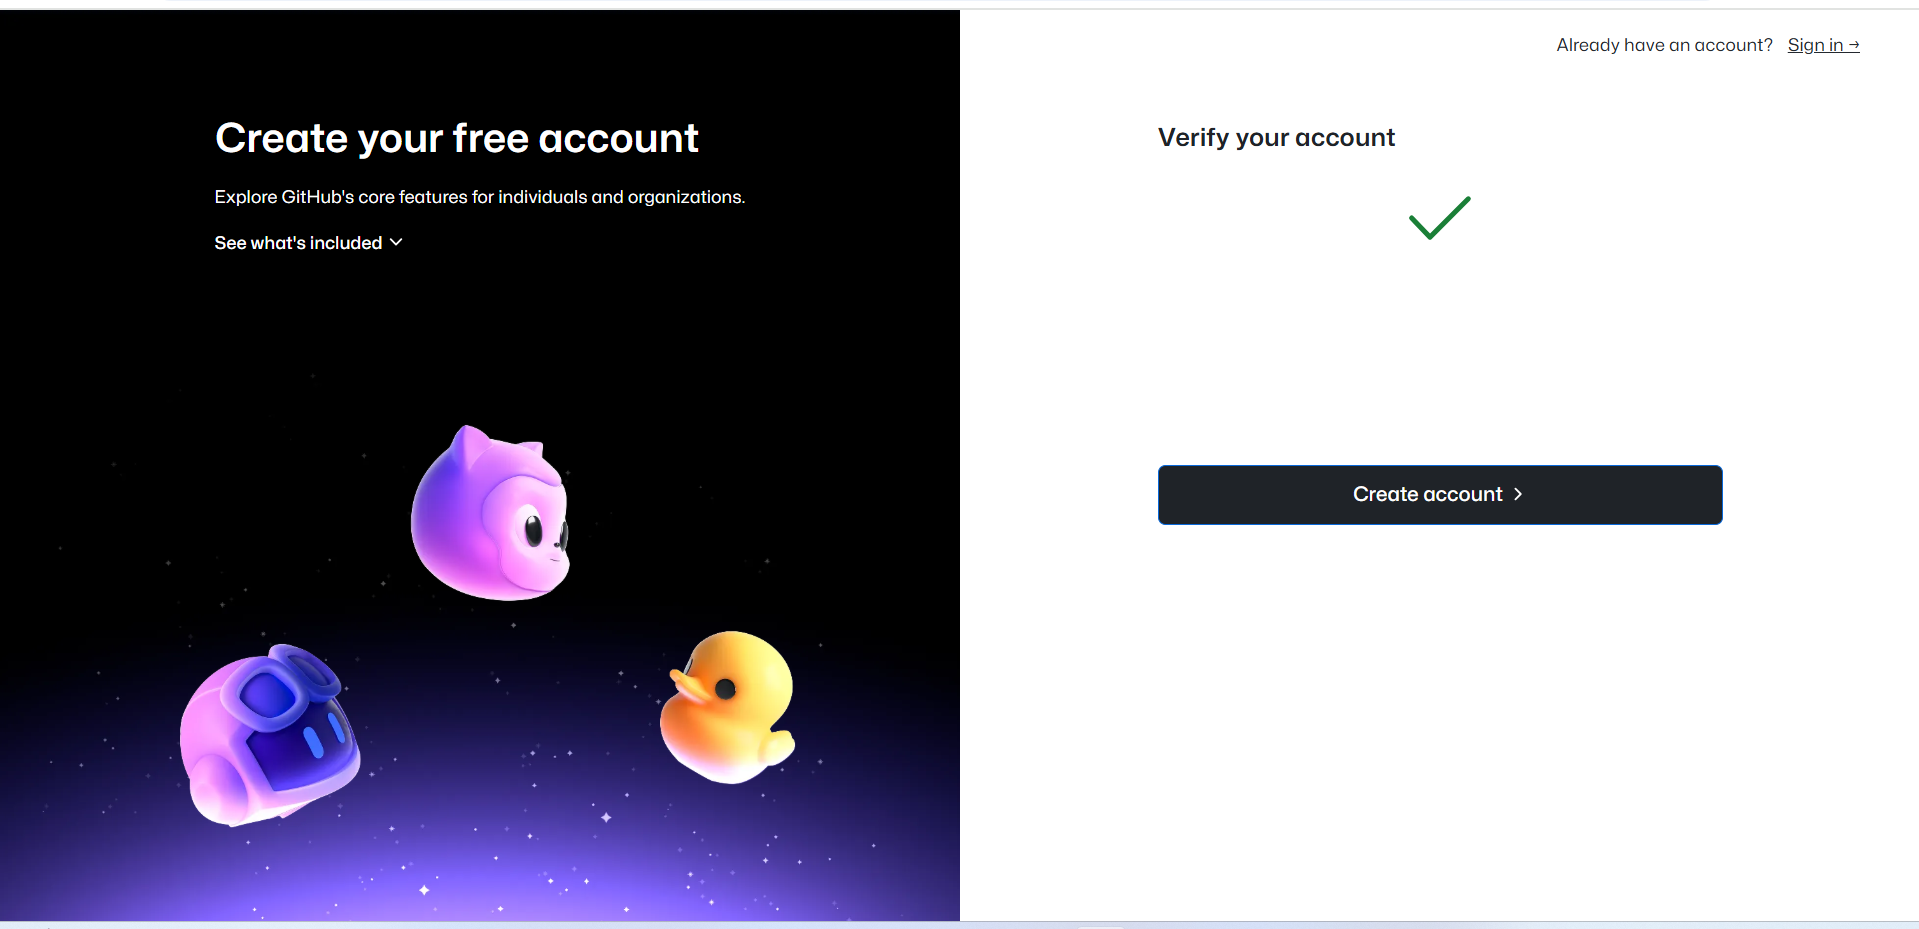 Already have an account? Sign in →
Create your free account
Explore GitHub's core features for individuals and organizations.
See what's included
Verify your account
Create account